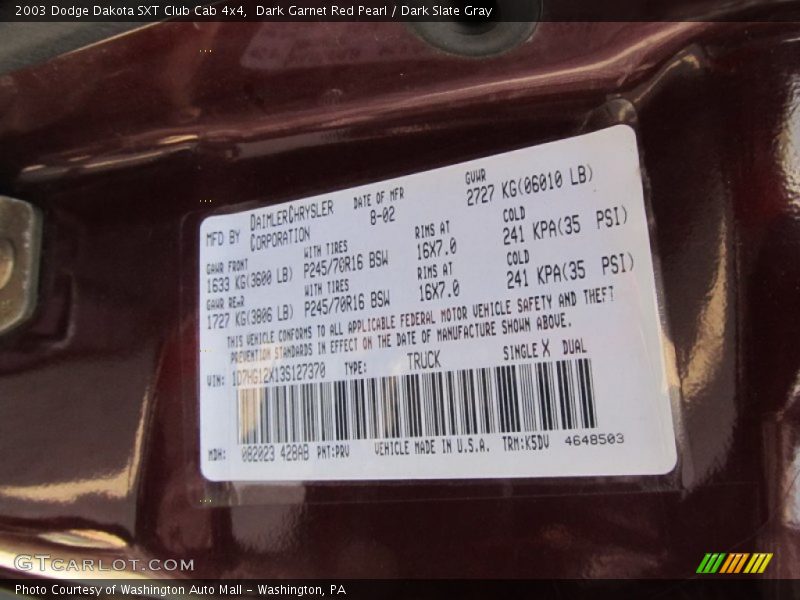 2003 Dodge Dakota SXT Club Cab 4x4,  Dark Garnet Red Pearl / Dark Slate Gray
MFD BY DAIMLERCHRYSLER CORPORATION DATE OF MFR 8-02 GVWR 2727 KG(06010 LB)
GAWR FRONT WITH TIRES RIMS AT COLD
1633 KG(3600 LB) P245/70R16 BSW 16X7.0 241 KPA(35 PSI)
GAWR REAR WITH TIRES RIMS AT COLD
1727 KG(3806 LB) P245/70R16 BSW 16X7.0 241 KPA(35 PSI)
THIS VEHICLE CONFORMS TO ALL APPLICABLE FEDERAL MOTOR VEHICLE SAFETY AND THEFT
PREVENTION STANDARDS IN EFFECT ON THE DATE OF MANUFACTURE SHOWN ABOVE.
VIN: 1D7HG12X13S127370 TYPE: TRUCK SINGLE X DUAL
MDH: 082023 428AB PNT:PRV VEHICLE MADE IN U.S.A. TRM:K5DV 4648503
GTCARLOT.COM
Photo Courtesy of Washington Auto Mall - Washington, PA